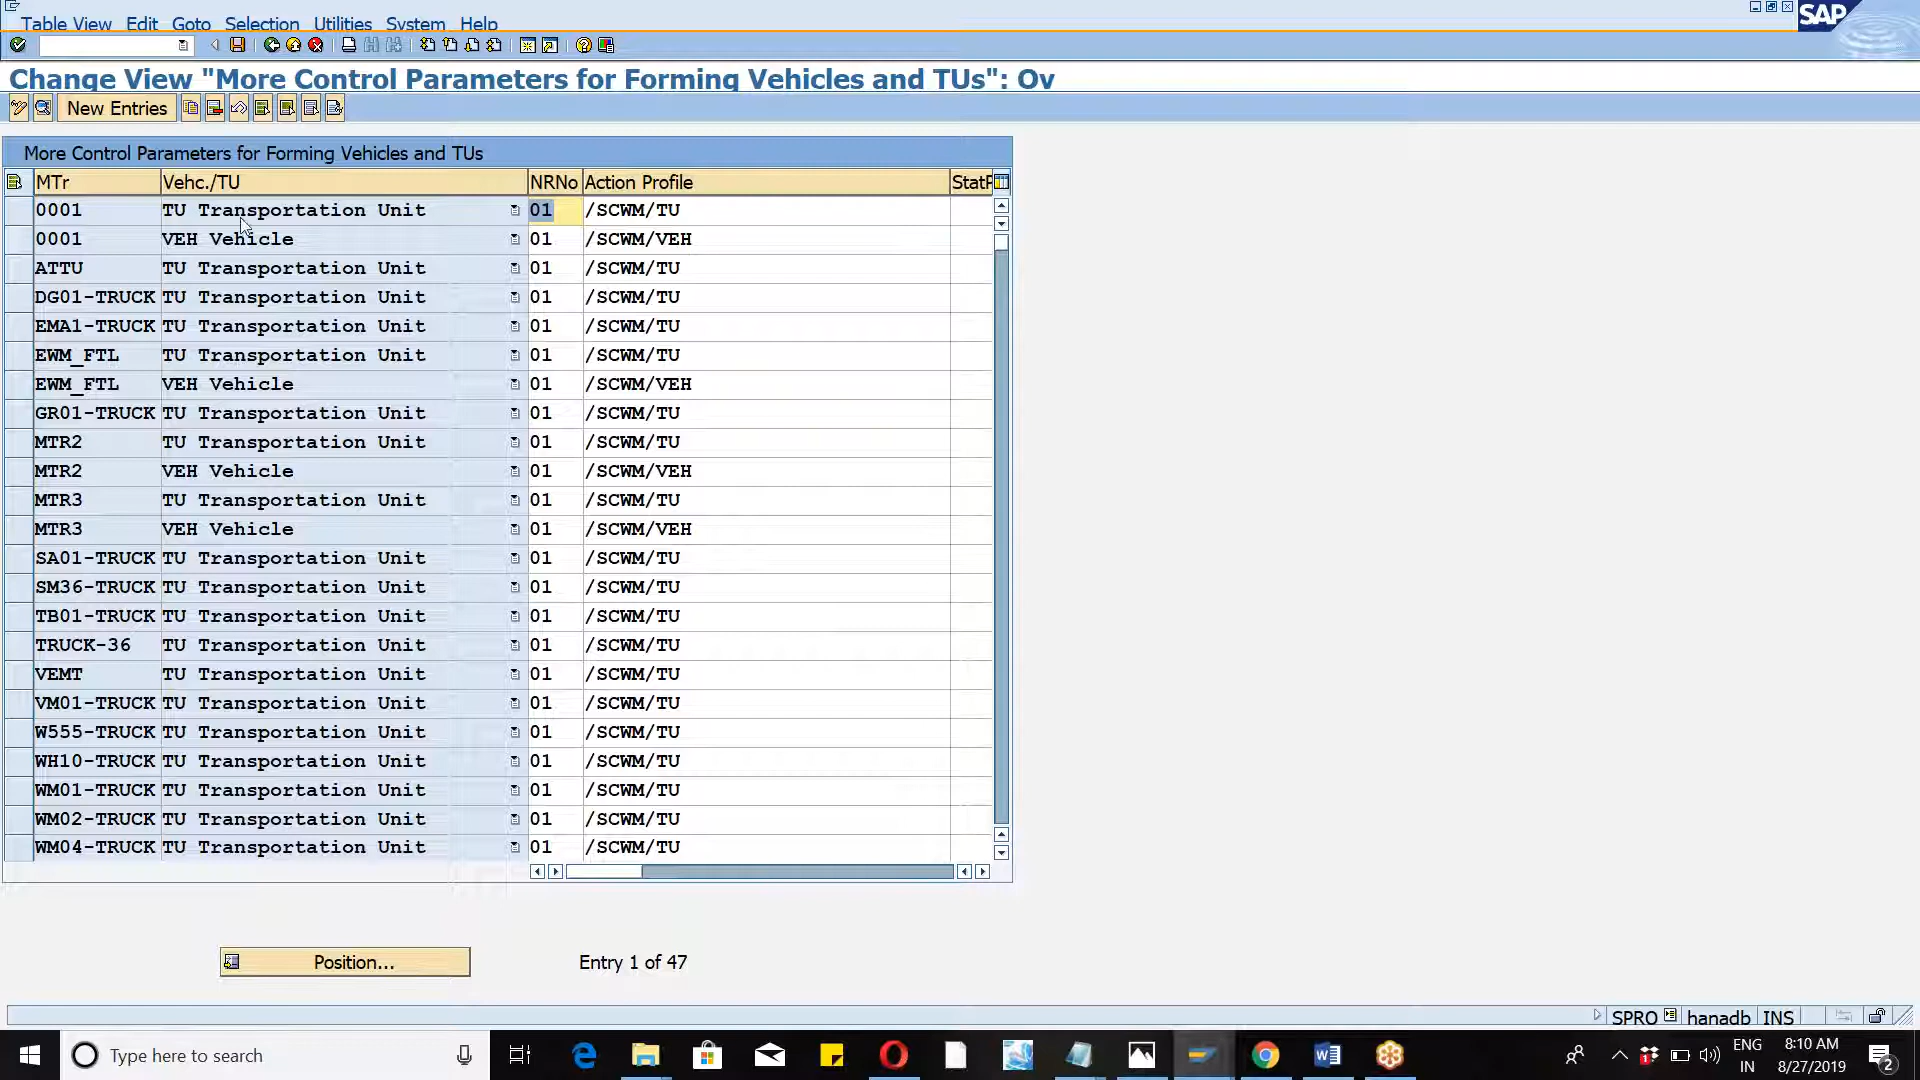 Table View Edit Goto Selection Utilities System Help
SAP
Change View "More Control Parameters for Forming Vehicles and TUs": Ov
New Entries
More Control Parameters for Forming Vehicles and TUs
MTr Vehc./TU NRNo Action Profile StatP
0001 TU Transportation Unit 01 /SCWM/TU
0001 VEH Vehicle 01 /SCWM/VEH
ATTU TU Transportation Unit 01 /SCWM/TU
DG01-TRUCK TU Transportation Unit 01 /SCWM/TU
EMA1-TRUCK TU Transportation Unit 01 /SCWM/TU
EWM_FTL TU Transportation Unit 01 /SCWM/TU
EWM_FTL VEH Vehicle 01 /SCWM/VEH
GR01-TRUCK TU Transportation Unit 01 /SCWM/TU
MTR2 TU Transportation Unit 01 /SCWM/TU
MTR2 VEH Vehicle 01 /SCWM/VEH
MTR3 TU Transportation Unit 01 /SCWM/TU
MTR3 VEH Vehicle 01 /SCWM/VEH
SA01-TRUCK TU Transportation Unit 01 /SCWM/TU
SM36-TRUCK TU Transportation Unit 01 /SCWM/TU
TB01-TRUCK TU Transportation Unit 01 /SCWM/TU
TRUCK-36 TU Transportation Unit 01 /SCWM/TU
VEMT TU Transportation Unit 01 /SCWM/TU
VM01-TRUCK TU Transportation Unit 01 /SCWM/TU
W555-TRUCK TU Transportation Unit 01 /SCWM/TU
WH10-TRUCK TU Transportation Unit 01 /SCWM/TU
WM01-TRUCK TU Transportation Unit 01 /SCWM/TU
WM02-TRUCK TU Transportation Unit 01 /SCWM/TU
WM04-TRUCK TU Transportation Unit 01 /SCWM/TU
Position... Entry 1 of 47
SPRO hanadb INS
Type here to search
ENG 8:10 AM
IN 8/27/2019 2